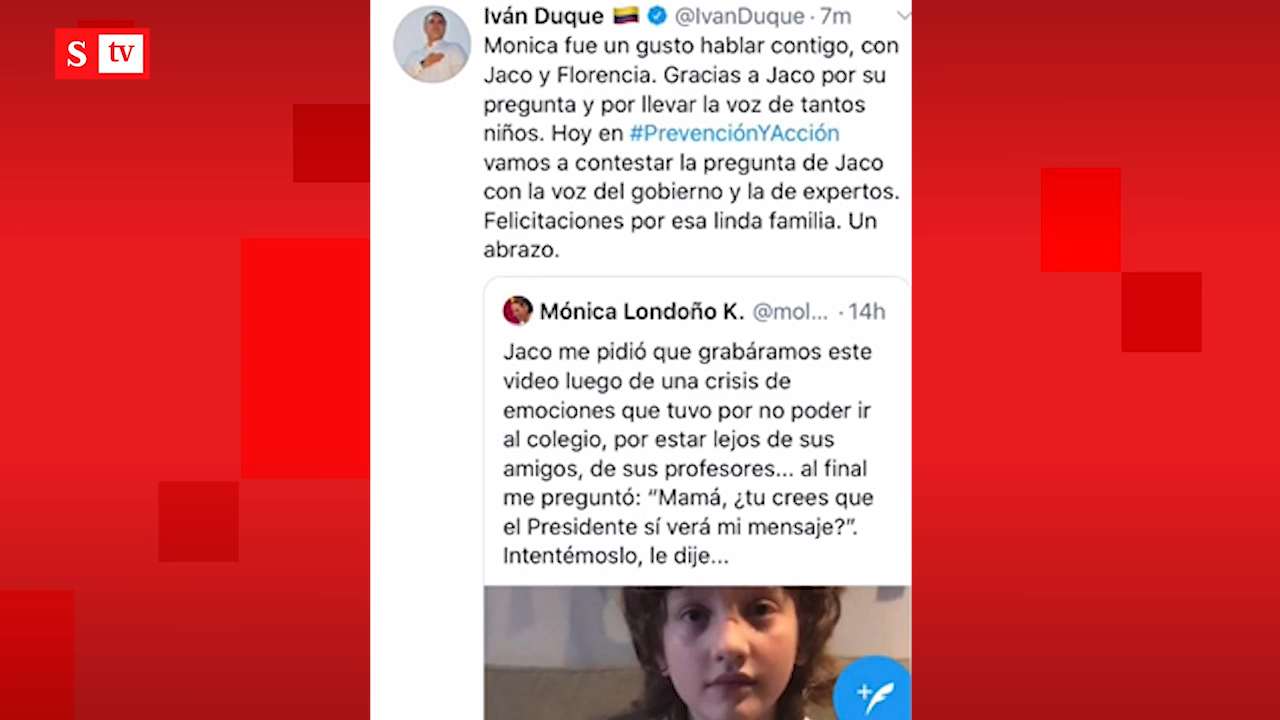 S tv
Iván Duque 🇨🇴 @IvanDuque · 7m
Monica fue un gusto hablar contigo, con
Jaco y Florencia. Gracias a Jaco por su
pregunta y por llevar la voz de tantos
niños. Hoy en #PrevenciónYAcción
vamos a contestar la pregunta de Jaco
con la voz del gobierno y la de expertos.
Felicitaciones por esa linda familia. Un
abrazo.
Mónica Londoño K. @mol... · 14h
Jaco me pidió que grabáramos este
video luego de una crisis de
emociones que tuvo por no poder ir
al colegio, por estar lejos de sus
amigos, de sus profesores... al final
me preguntó: “Mamá, ¿tu crees que
el Presidente sí verá mi mensaje?”.
Intentémoslo, le dije...